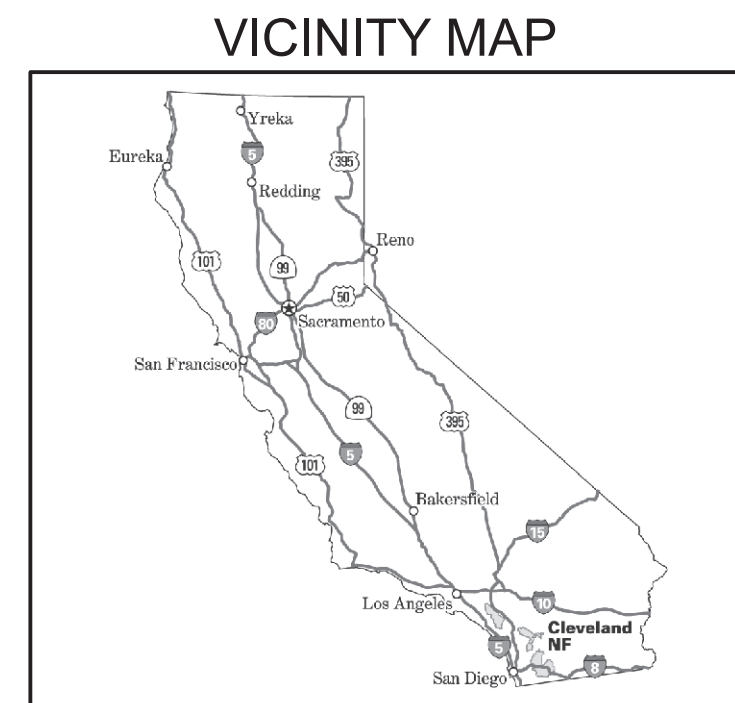 VICINITY MAP
Yreka
Eureka
5
395
Redding
Reno
101
99
50
80
Sacramento
San Francisco
99
395
101
5
Bakersfield
15
Los Angeles
10
Cleveland
NF
5
8
San Diego